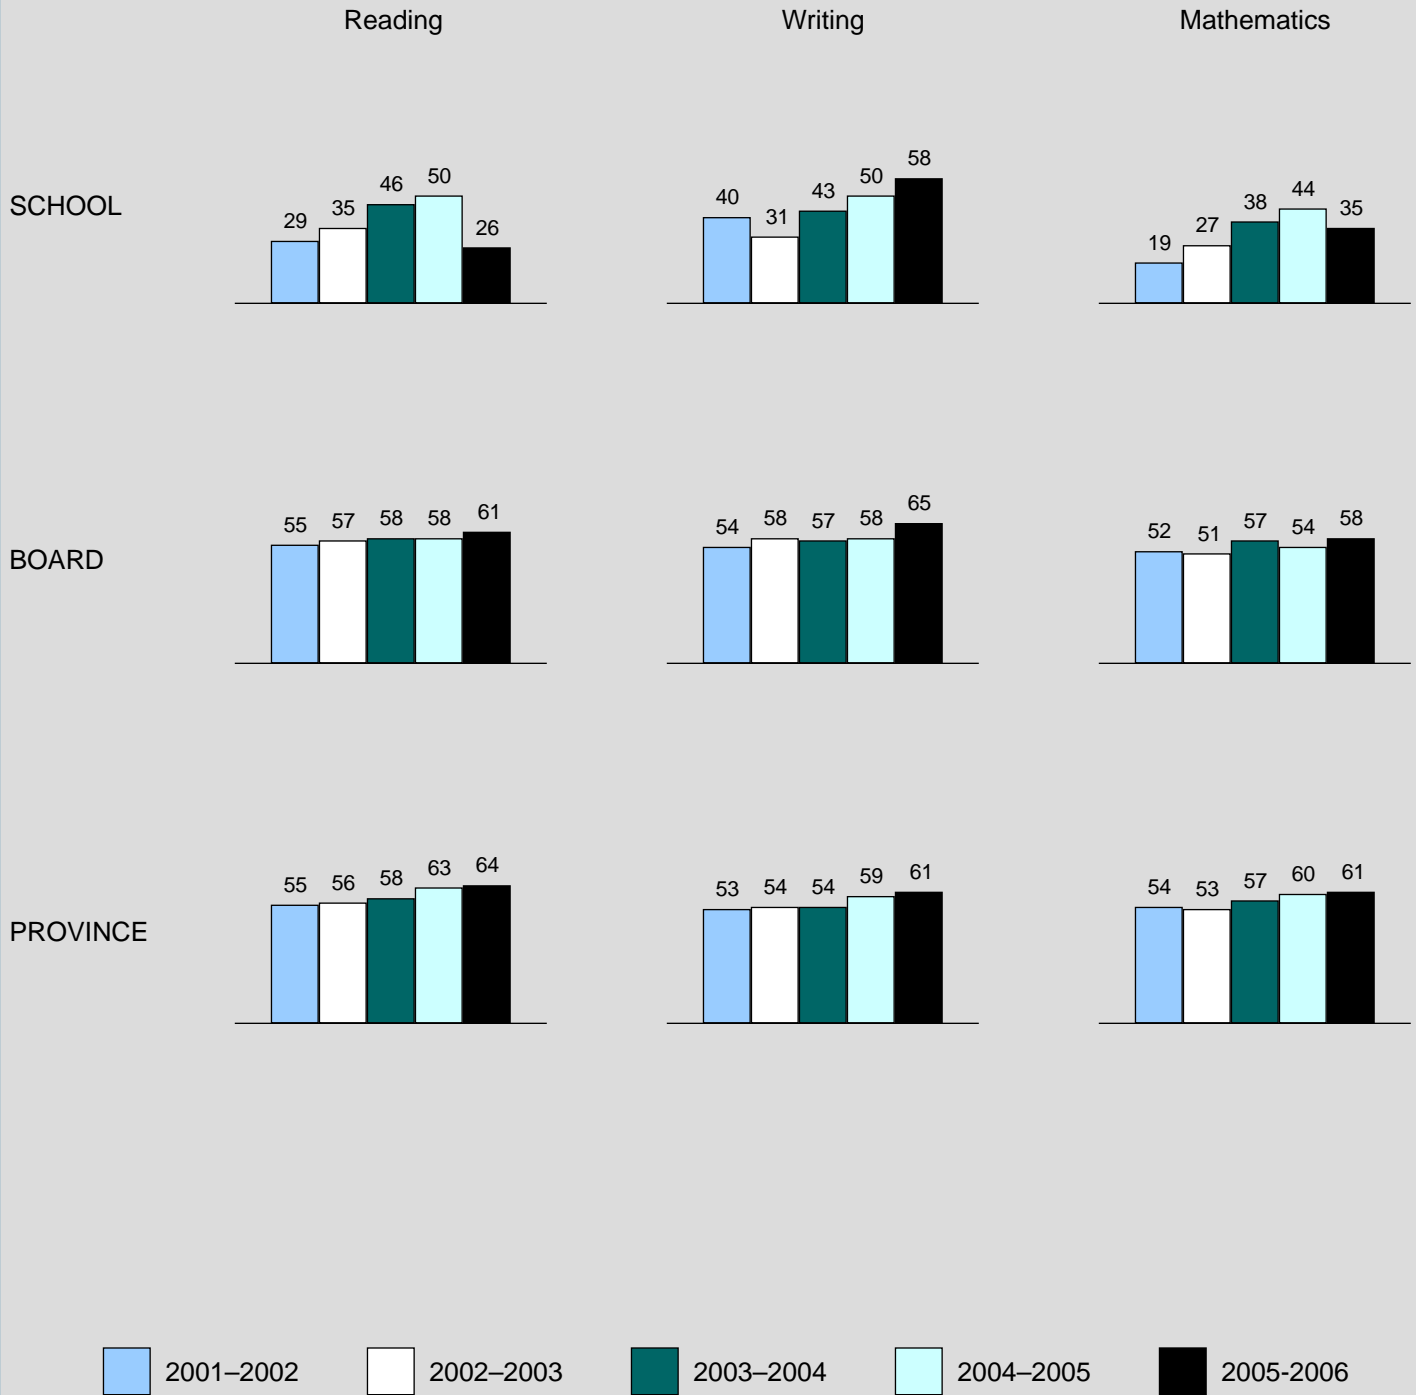 Reading Writing Mathematics
SCHOOL
29 35 46 50 26
40 31 43 50 58
19 27 38 44 35
BOARD
55 57 58 58 61
54 58 57 58 65
52 51 57 54 58
PROVINCE
55 56 58 63 64
53 54 54 59 61
54 53 57 60 61
2001–2002 2002–2003 2003–2004 2004–2005 2005-2006